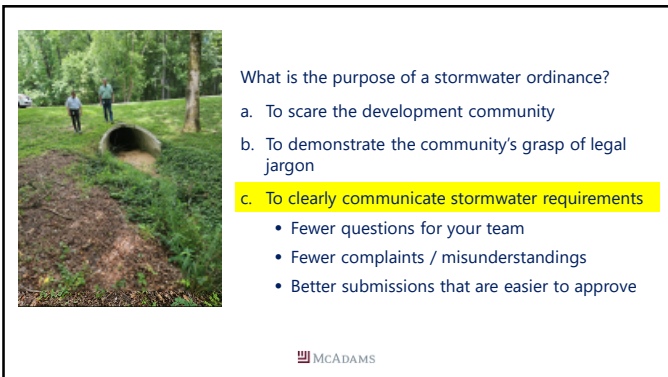 What is the purpose of a stormwater ordinance?
a. To scare the development community
b. To demonstrate the community's grasp of legal
jargon
c. To clearly communicate stormwater requirements
• Fewer questions for your team
• Fewer complaints / misunderstandings
• Better submissions that are easier to approve
MCADAMS